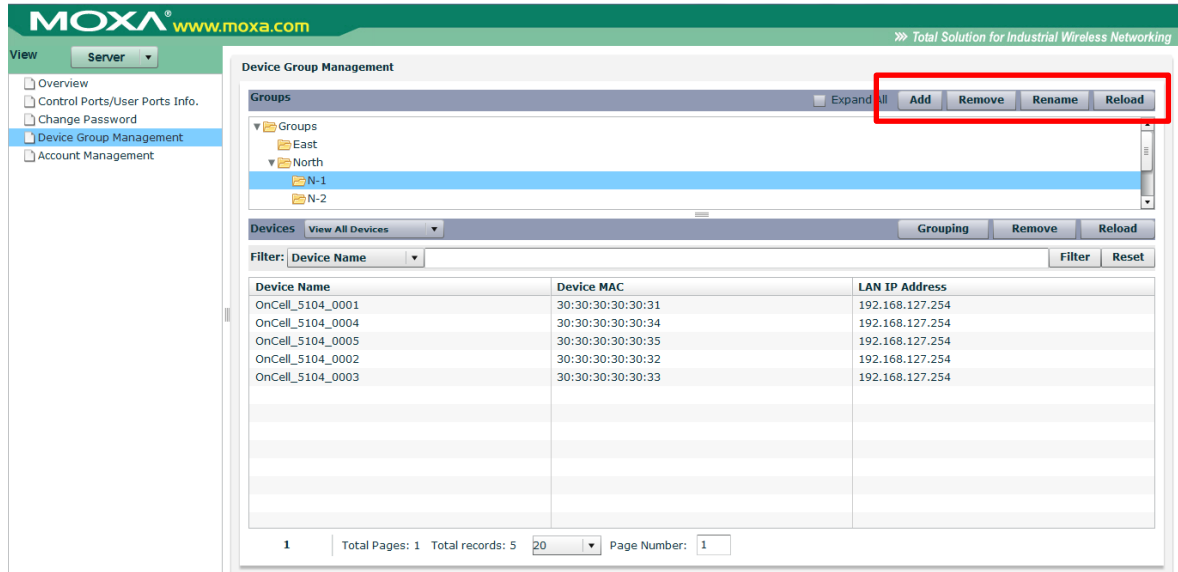 MOXA® www.moxa.com
Total Solution for Industrial Wireless Networking
View Server
Overview
Control Ports/User Ports Info.
Change Password
Device Group Management
Account Management
Device Group Management
Groups Expand All Add Remove Rename Reload
Groups
East
North
N-1
N-2
Devices View All Devices Grouping Remove Reload
Filter: Device Name Filter Reset
Device Name Device MAC LAN IP Address
OnCell_5104_0001 30:30:30:30:30:31 192.168.127.254
OnCell_5104_0004 30:30:30:30:30:34 192.168.127.254
OnCell_5104_0005 30:30:30:30:30:35 192.168.127.254
OnCell_5104_0002 30:30:30:30:30:32 192.168.127.254
OnCell_5104_0003 30:30:30:30:30:33 192.168.127.254
1 Total Pages: 1 Total records: 5 20 Page Number: 1